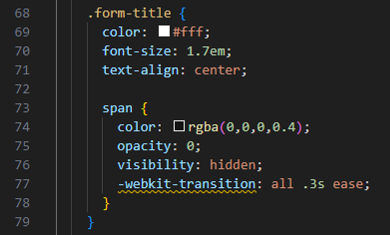 68 .form-title {
69 color: #fff;
70 font-size: 1.7em;
71 text-align: center;
72
73 span {
74 color: rgba(0,0,0,0.4);
75 opacity: 0;
76 visibility: hidden;
77 -webkit-transition: all .3s ease;
78 }
79 }